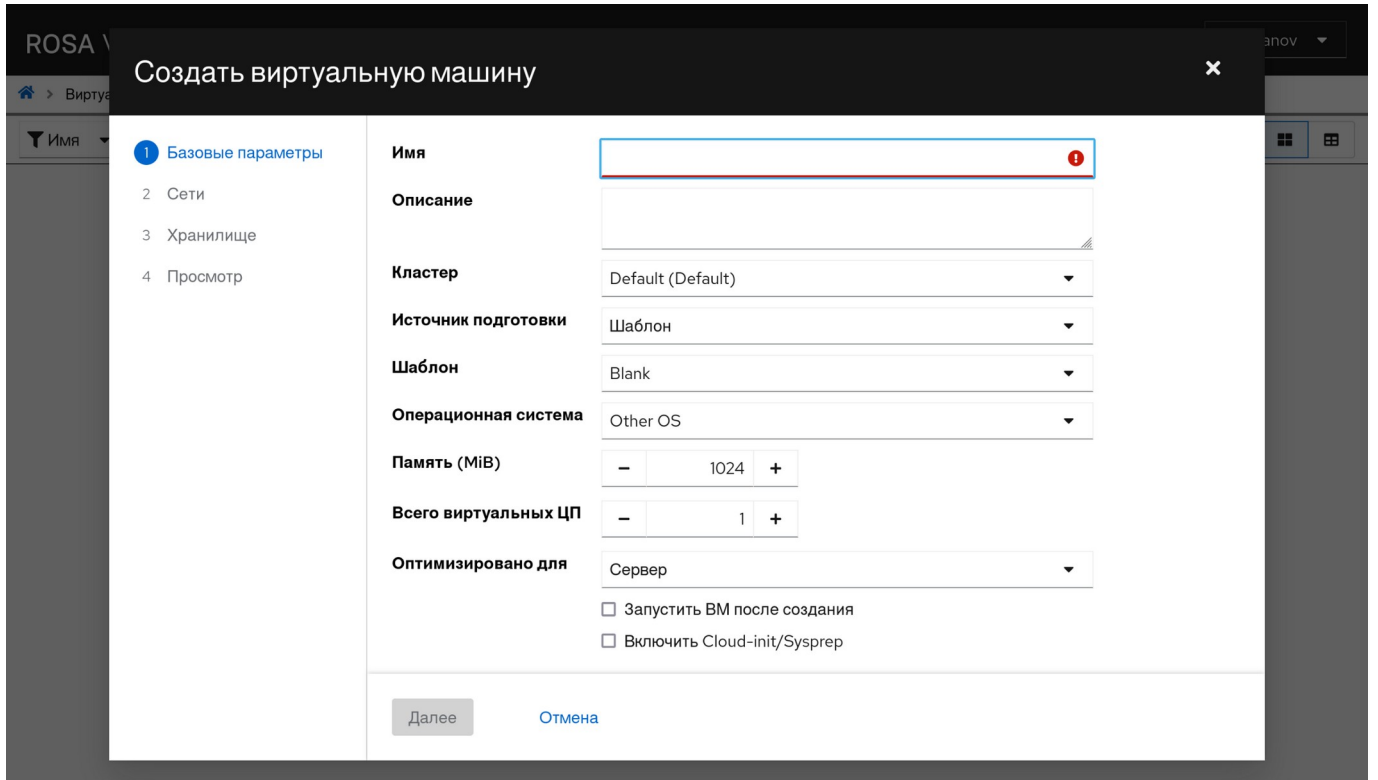 ROSA
anov
Создать виртуальную машину
Вирту
Имя
1 Базовые параметры
2 Сети
3 Хранилище
4 Просмотр
Имя
Описание
Кластер
Default (Default)
Источник подготовки
Шаблон
Шаблон
Blank
Операционная система
Other OS
Память (MiB)
1024
Всего виртуальных ЦП
1
Оптимизировано для
Сервер
Запустить ВМ после создания
Включить Cloud-init/Sysprep
Далее
Отмена